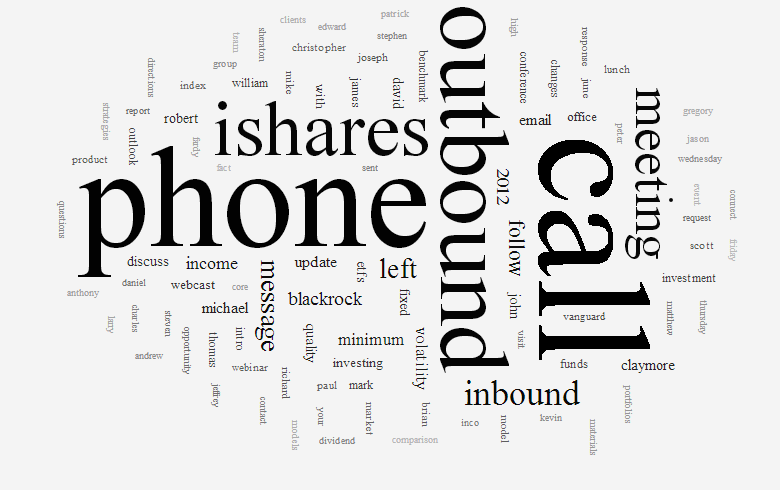 patrick
clients
edward
team
sheraton
christopher
stephen
joseph
high
response
directions
group
index
william
mike
with
james
david
benchmark
outbound
conference
changes
june
lunch
strategies
report
outlook
robert
ishares
email
office
meeting
gregory
peter
jason
product
fact
sent
wednesday
phone
2012
call
event
connect
questions
request
follow
scott
friday
discuss
income
message
update
etfs
left
investment
anthony
daniel
webcast
core
michael
blackrock
fixed
john
vanguard
matthew
thursday
larry
charles
steven
opportunity
thomas
intro
quality
minimum
volatility
visit
andrew
webinar
investing
funds
claymore
jeffrey
contact
richard
paul
mark
inbound
portfolios
models
your
market
brian
inco
model
kevin
materials
dividend
comparison